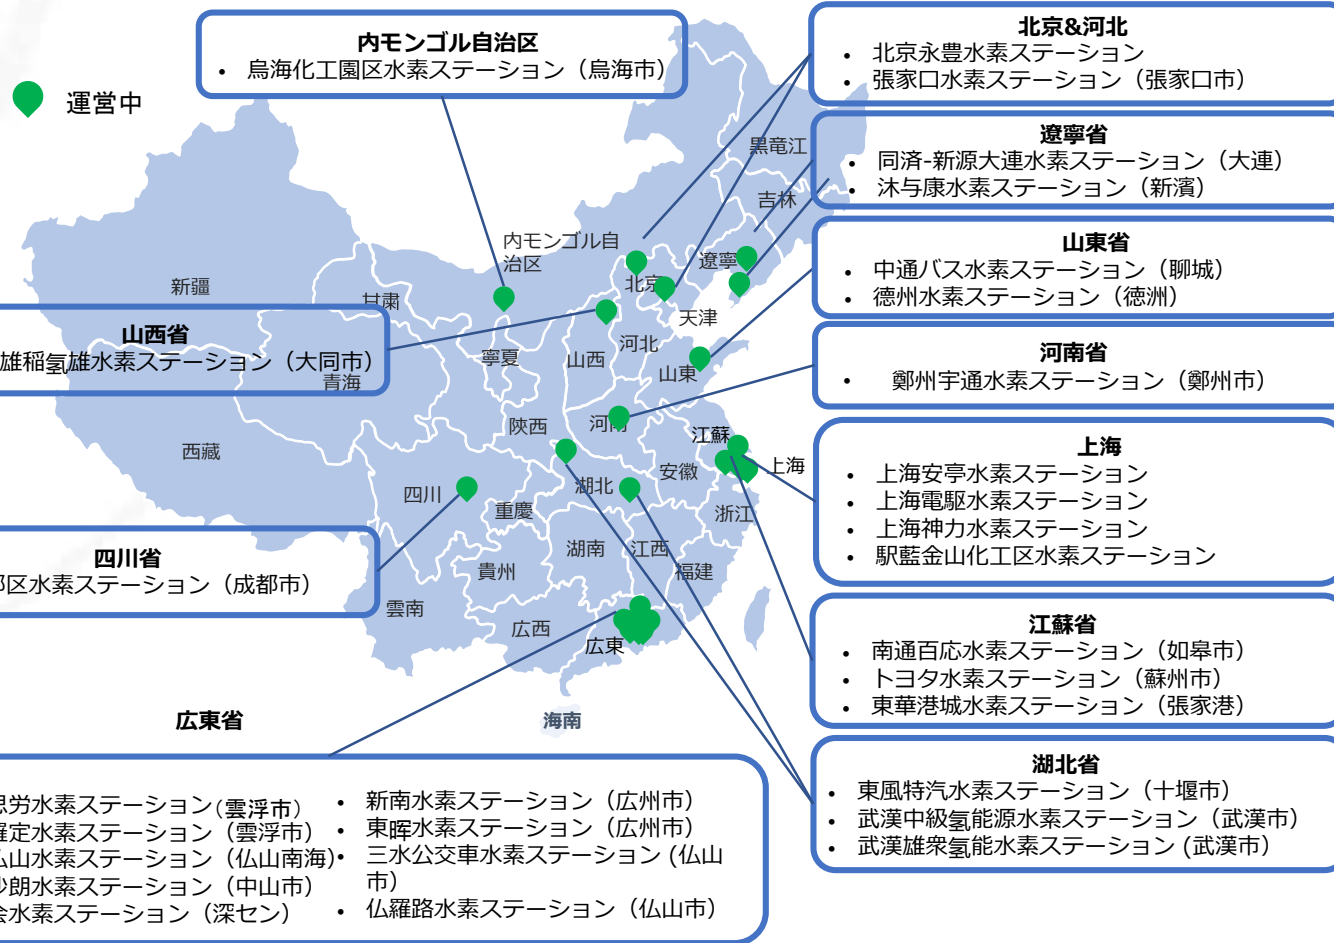 内モンゴル自治区
• 烏海化工園区水素ステーション（烏海市）
運営中
北京&河北
• 北京永豊水素ステーション
• 張家口水素ステーション（張家口市）
遼寧省
• 同済-新源大連水素ステーション（大連）
• 沐与康水素ステーション（新濱）
山東省
• 中通バス水素ステーション（聊城）
• 德州水素ステーション（徳洲）
河南省
• 鄭州宇通水素ステーション（鄭州市）
上海
• 上海安亭水素ステーション
• 上海電駆水素ステーション
• 上海神力水素ステーション
• 駅藍金山化工区水素ステーション
江蘇省
• 南通百応水素ステーション（如皐市）
• トヨタ水素ステーション（蘇州市）
• 東華港城水素ステーション（張家港）
湖北省
• 東風特汽水素ステーション（十堰市）
• 武漢中級氢能源水素ステーション（武漢市）
• 武漢雄衆氢能水素ステーション (武漢市）
山西省
雄稲氢雄水素ステーション（大同市）
四川省
区水素ステーション（成都市）
広東省
労水素ステーション(雲浮市）
定水素ステーション（雲浮市）
山水素ステーション（仏山南海）
朗水素ステーション（中山市）
水素ステーション（深セン）
• 新南水素ステーション（広州市）
• 東晖水素ステーション（広州市）
• 三水公交車水素ステーション (仏山
市）
• 仏羅路水素ステーション（仏山市）
黒竜江
吉林
内モンゴル自
治区
遼寧
北京
天津
新疆
甘粛
寧夏
山西
河北
山東
青海
陝西
河南
江蘇
上海
西藏
安徽
四川
湖北
重慶
浙江
湖南
江西
貴州
福建
雲南
広西
広東
海南